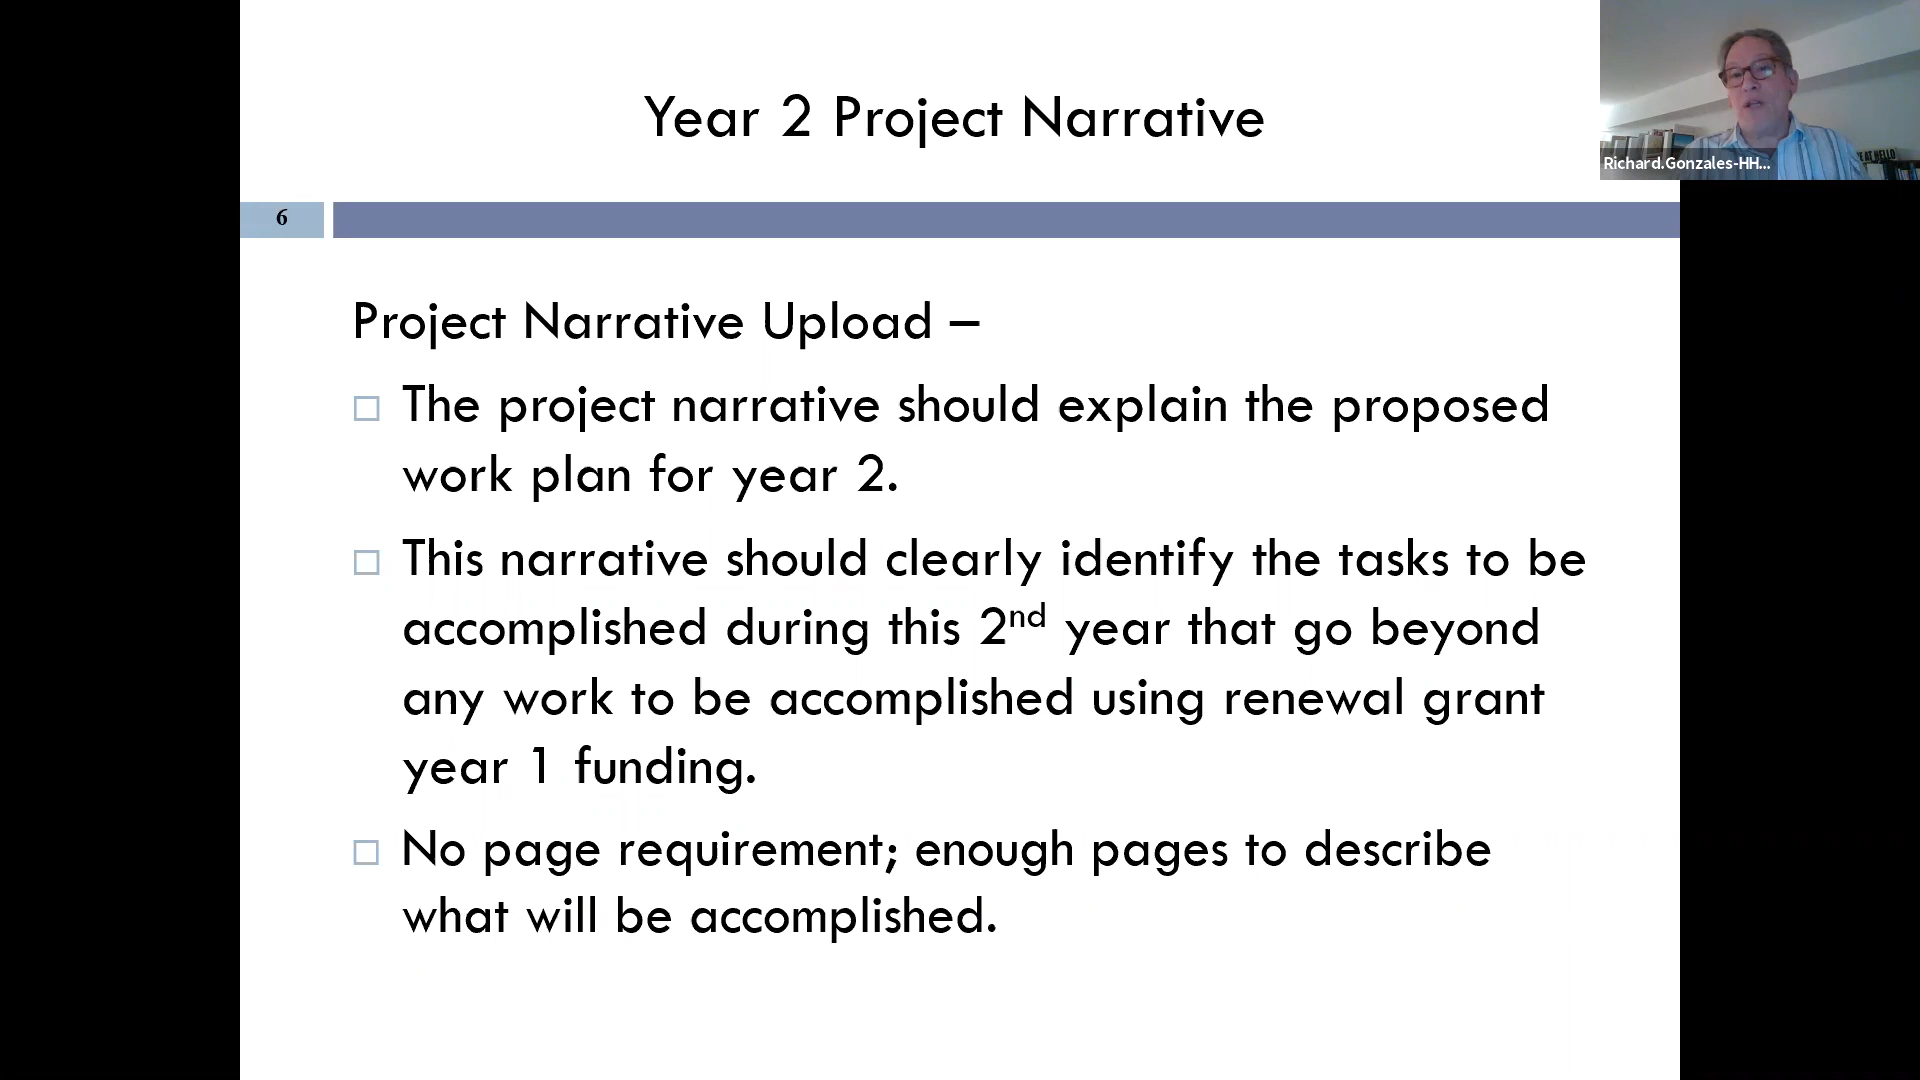 Year 2 Project Narrative
Richard.Gonzales-HH...
6
Project Narrative Upload –
The project narrative should explain the proposed
work plan for year 2.
This narrative should clearly identify the tasks to be
accomplished during this 2nd year that go beyond
any work to be accomplished using renewal grant
year 1 funding.
No page requirement; enough pages to describe
what will be accomplished.